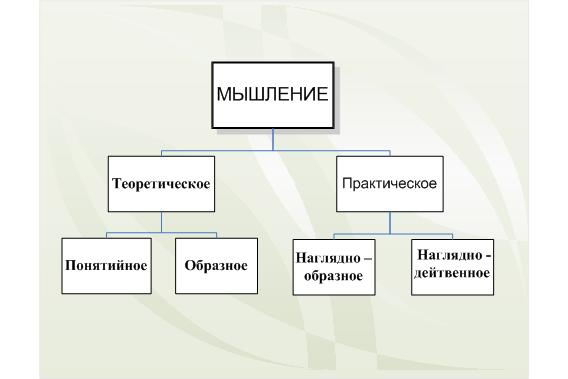 МЫШЛЕНИЕ
Теоретическое
Практическое
Понятийное
Образное
Наглядно –
образное
Наглядно -
дейтвенное